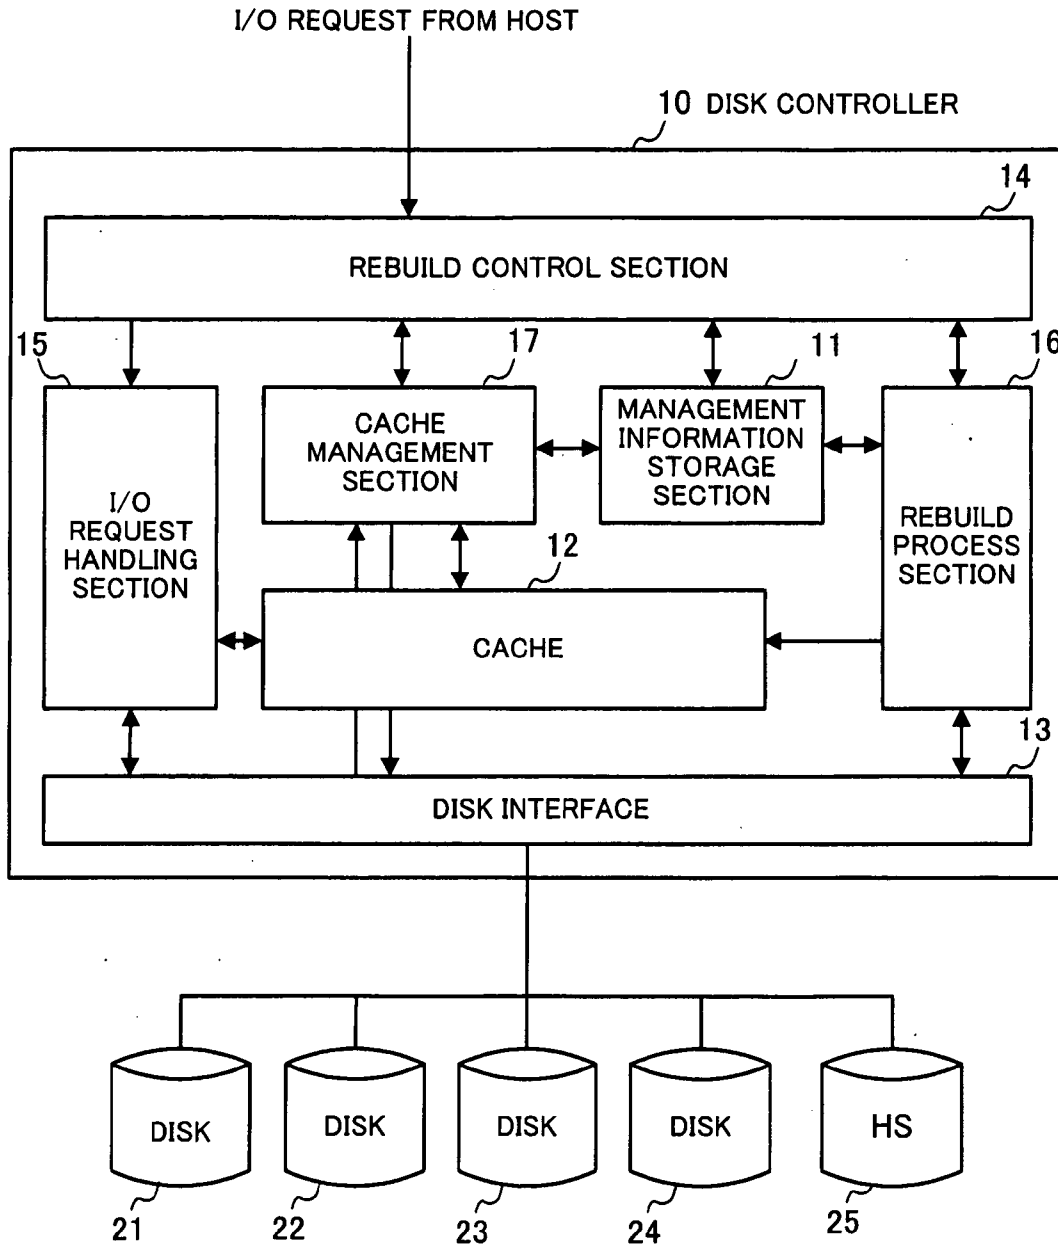 I/O REQUEST FROM HOST
10 DISK CONTROLLER
14
REBUILD CONTROL SECTION
15
17
11
16
CACHE
MANAGEMENT
SECTION
MANAGEMENT
INFORMATION
STORAGE
SECTION
I/O
REQUEST
HANDLING
SECTION
REBUILD
PROCESS
SECTION
12
CACHE
13
DISK INTERFACE
DISK
DISK
DISK
DISK
HS
21
22
23
24
25